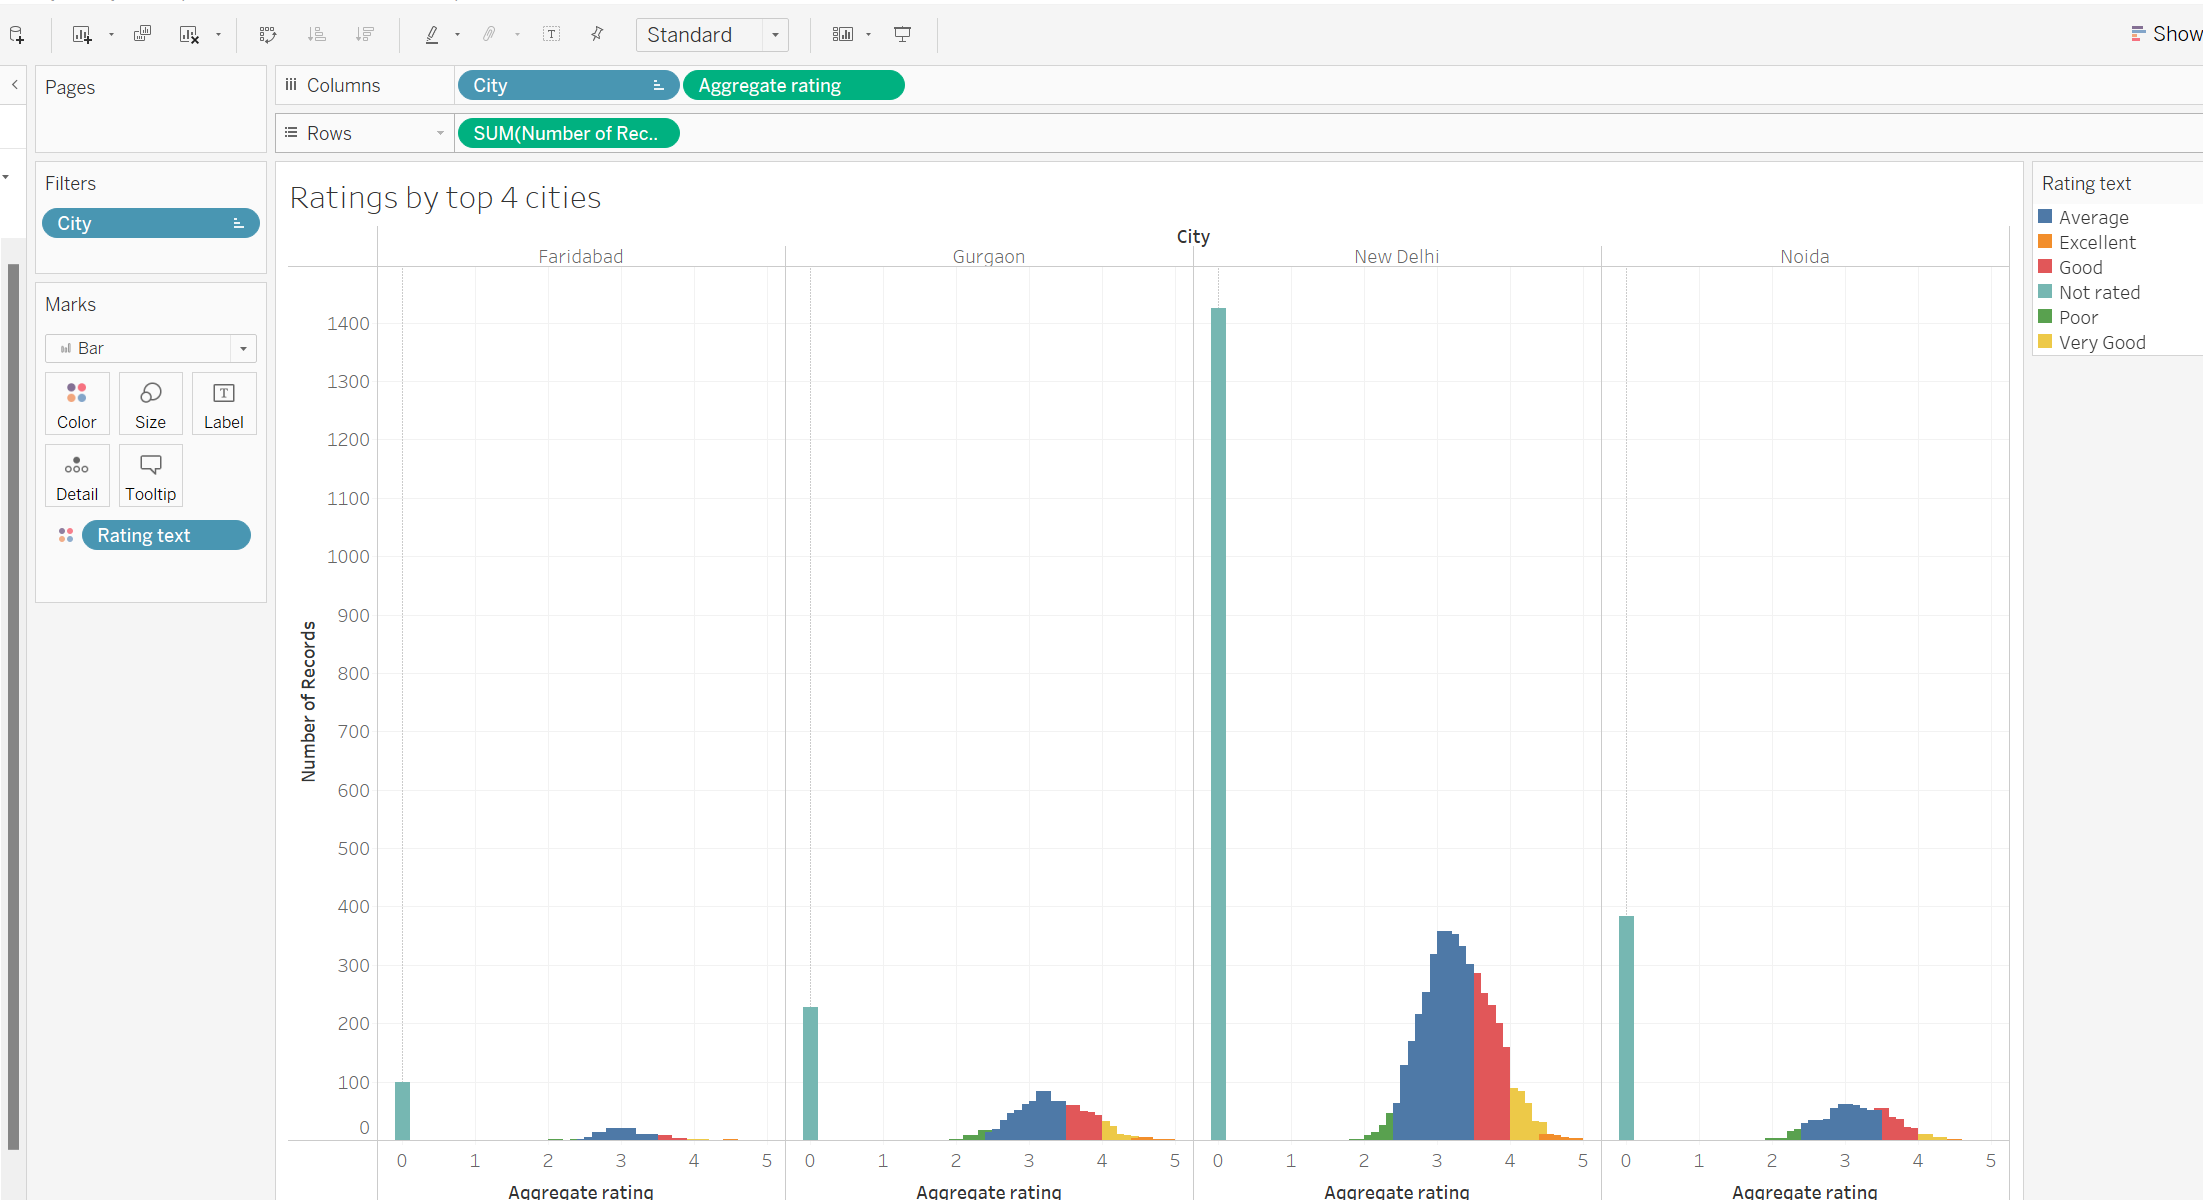 Standard
Show
Pages
Columns
City
Aggregate rating
Rows
SUM(Number of Rec..
Filters
City
Marks
Bar
Color
Size
Label
Detail
Tooltip
Rating text
Ratings by top 4 cities
City
Faridabad
Gurgaon
New Delhi
Noida
Number of Records
1400
1300
1200
1100
1000
900
800
700
600
500
400
300
200
100
0
0 1 2 3 4 5
0 1 2 3 4 5
0 1 2 3 4 5
0 1 2 3 4 5
Aggregate rating
Aggregate rating
Aggregate rating
Aggregate rating
Rating text
Average
Excellent
Good
Not rated
Poor
Very Good